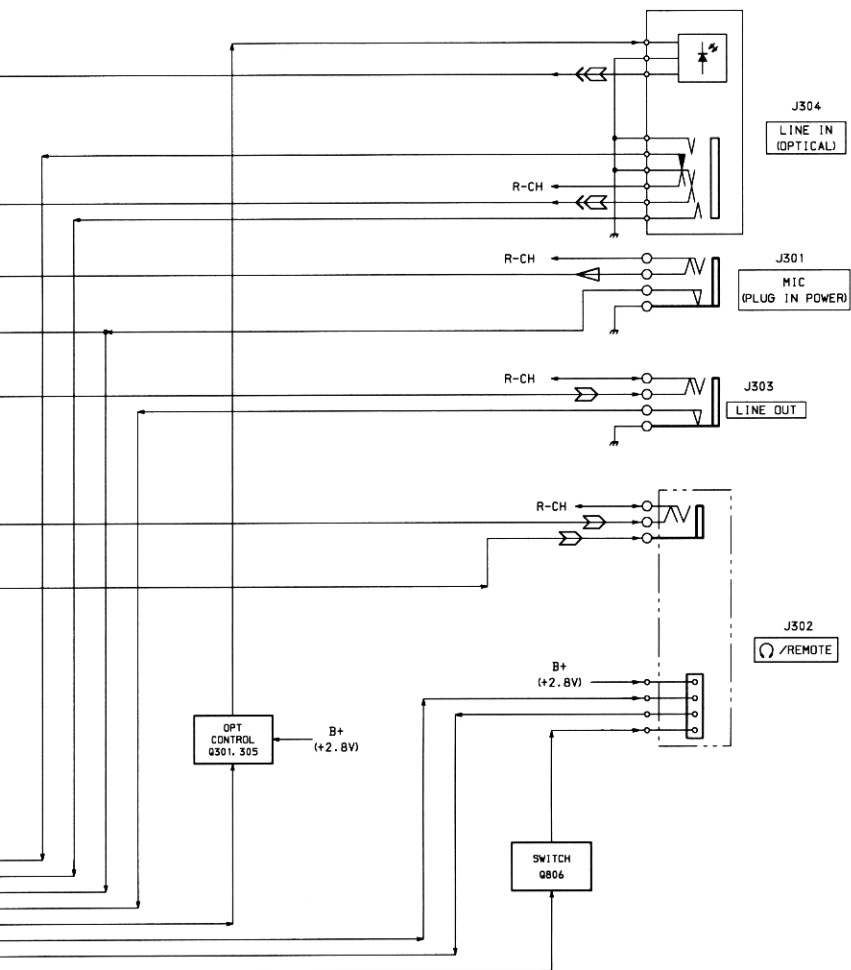 J304
LINE IN
(OPTICAL)
R-CH
R-CH
J301
MIC
(PLUG IN POWER)
R-CH
J303
LINE OUT
R-CH
J302
/REMOTE
B+
(+2.8V)
OPT
CONTROL
Q301. 305
B+
(+2.8V)
SWITCH
Q806